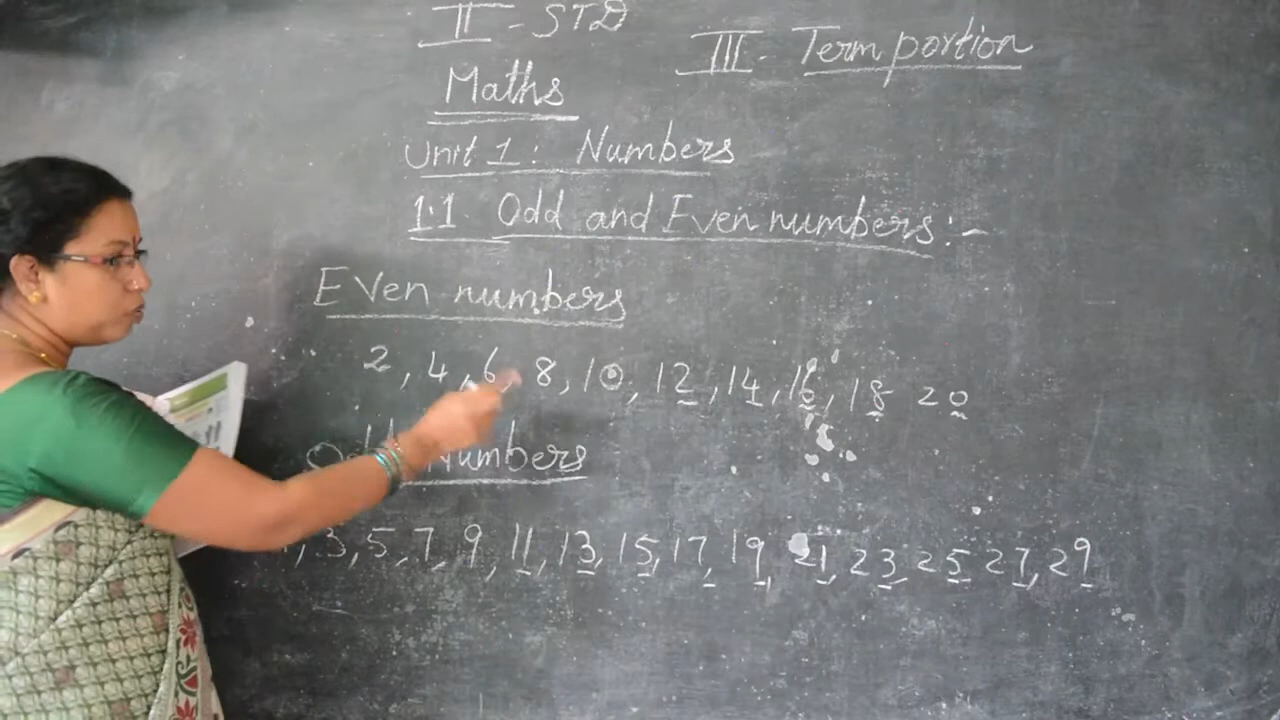 II - STD
III - Term portion
Maths
Unit 1 : Numbers
1.1 Odd and Even numbers :-
Even numbers
2, 4, 6, 8, 10, 12, 14, 16, 18 20
Numbers
, 3, 5, 7, 9, 11, 13, 15, 17, 19, 21, 23, 25 27, 29